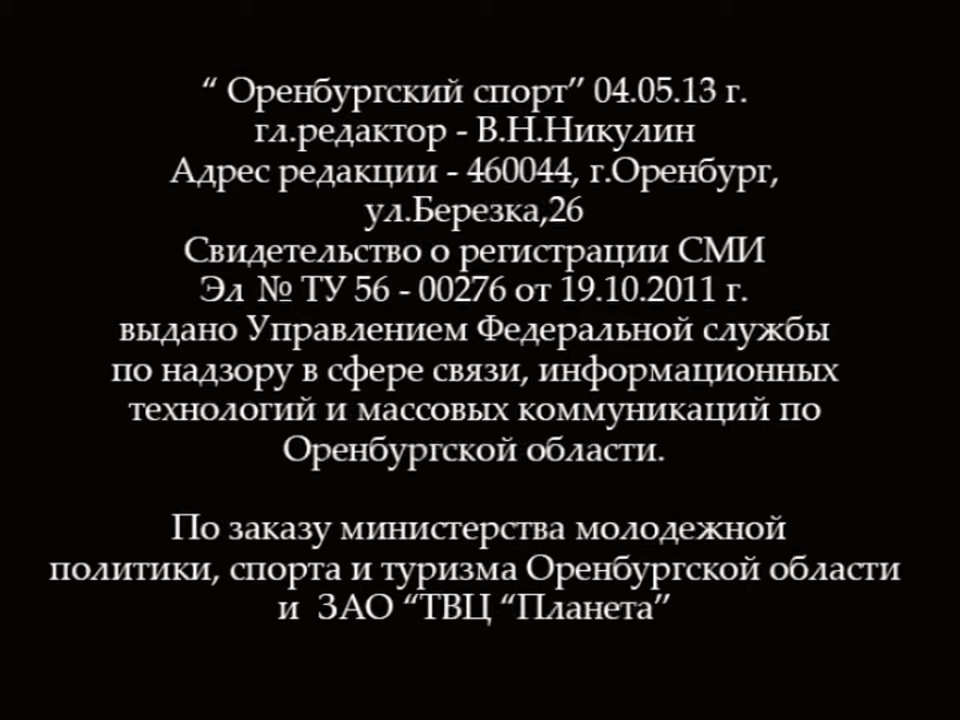 “ Оренбургский спорт” 04.05.13 г.
гл.редактор - В.Н.Никулин
Адрес редакции - 460044, г.Оренбург,
ул.Березка,26
Свидетельство о регистрации СМИ
Эл № ТУ 56 - 00276 от 19.10.2011 г.
выдано Управлением Федеральной службы
по надзору в сфере связи, информационных
технологий и массовых коммуникаций по
Оренбургской области.
По заказу министерства молодежной
политики, спорта и туризма Оренбургской области
и ЗАО “ТВЦ “Планета”